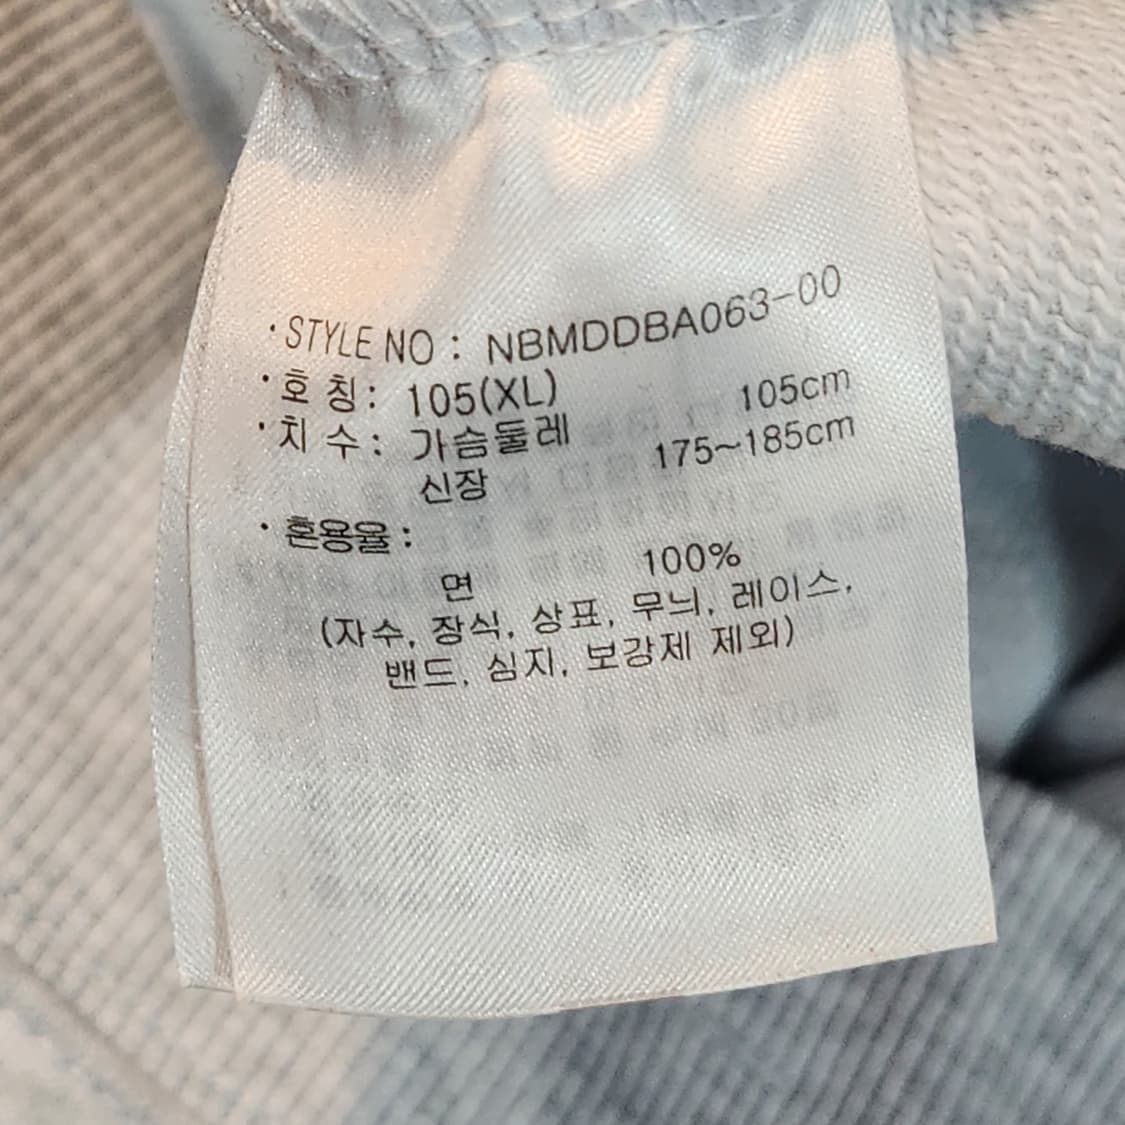 ·STYLE NO : NBMDDBA063-00
·호 칭 : 105(XL)
·치 수 : 가슴둘레 105cm
신장 175~185cm
·혼용율 :
면 100%
(자수, 장식, 상표, 무늬, 레이스,
밴드, 심지, 보강제 제외)